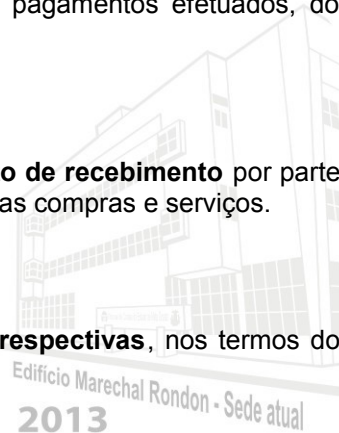 pagamentos efetuados, do
o de recebimento por parte
as compras e serviços.
respectivas, nos termos do
Edifício Marechal Rondon - Sede atual
2013